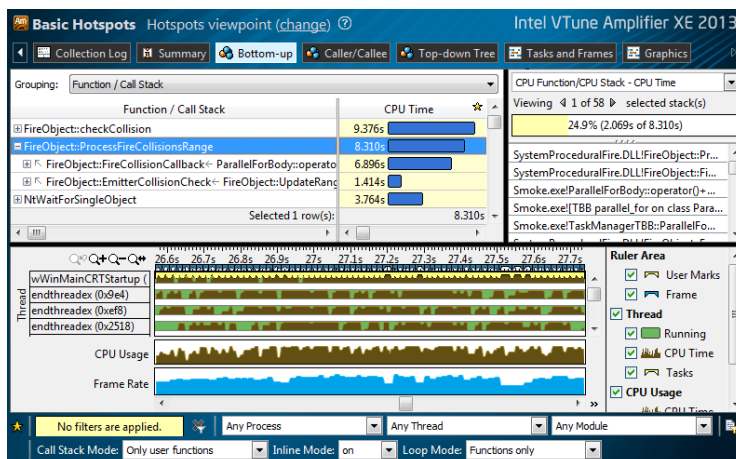 Basic Hotspots Hotspots viewpoint (change) Intel VTune Amplifier XE 2013
Collection Log Summary Bottom-up Caller/Callee Top-down Tree Tasks and Frames Graphics
Grouping: Function / Call Stack
Function / Call Stack CPU Time
FireObject::checkCollision 9.376s
FireObject::ProcessFireCollisionsRange 8.310s
FireObject::FireCollisionCallback← ParallelForBody::operato 6.896s
FireObject::EmitterCollisionCheck← FireObject::UpdateRang 1.414s
NtWaitForSingleObject 3.764s
Selected 1 row(s): 8.310s
CPU Function/CPU Stack - CPU Time
Viewing 1 of 58 selected stack(s)
24.9% (2.069s of 8.310s)
SystemProceduralFire.DLL!FireObject::Pr...
SystemProceduralFire.DLL!FireObject::Fi...
Smoke.exe!ParallelForBody::operator()+...
Smoke.exe![TBB parallel_for on class Para...
Smoke.exe!TaskManagerTBB::ParallelFo...
26.6s 26.7s 26.8s 26.9s 27s 27.1s 27.2s 27.3s 27.4s 27.5s 27.6s 27.7s
Thread
wWinMainCRTStartup (
endthreadex (0x9e4)
endthreadex (0xef8)
endthreadex (0x2518)
CPU Usage
Frame Rate
Ruler Area
User Marks
Frame
Thread
Running
CPU Time
Tasks
CPU Usage
CPU Time
No filters are applied. Any Process Any Thread Any Module
Call Stack Mode: Only user functions Inline Mode: on Loop Mode: Functions only